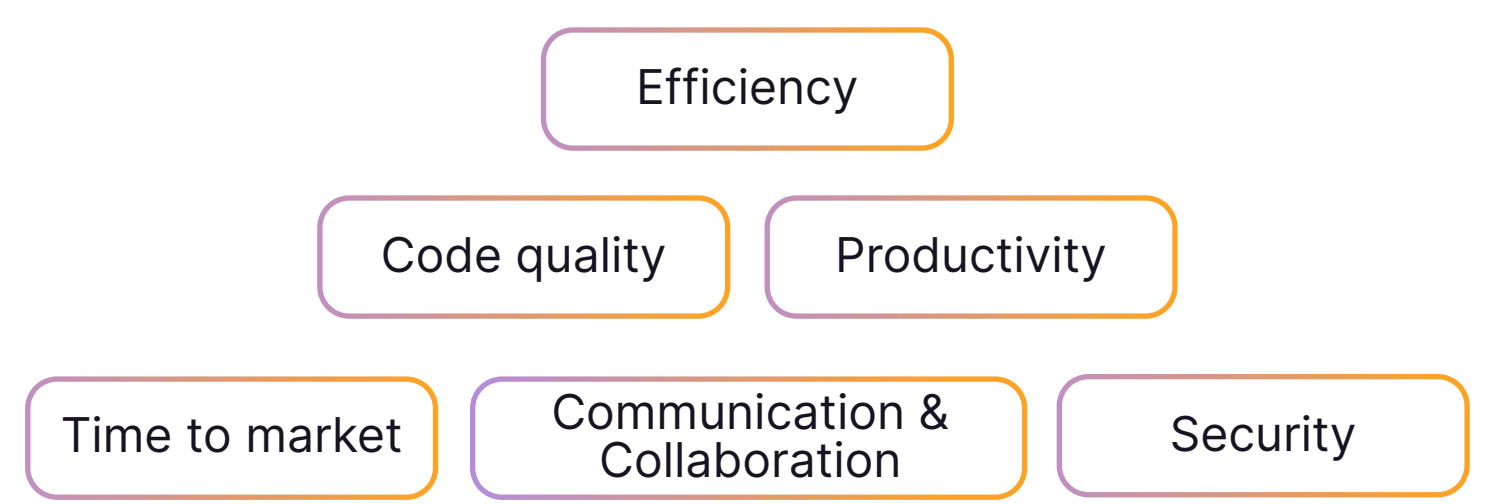 Efficiency
Code quality
Productivity
Time to market
Communication &
Collaboration
Security